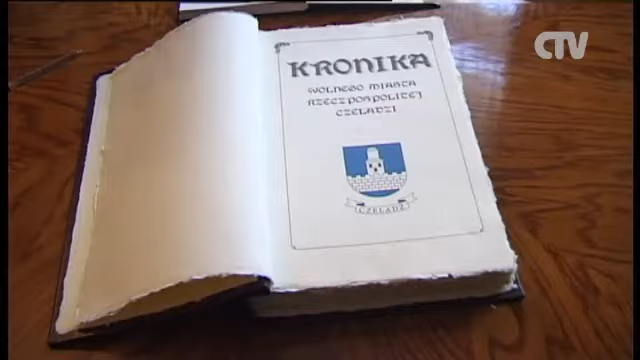 CTV
KRONIKA
WOLNEGO MIASTA
RZECZPOSPOLITEJ
CZELADZI
CZELADŹ